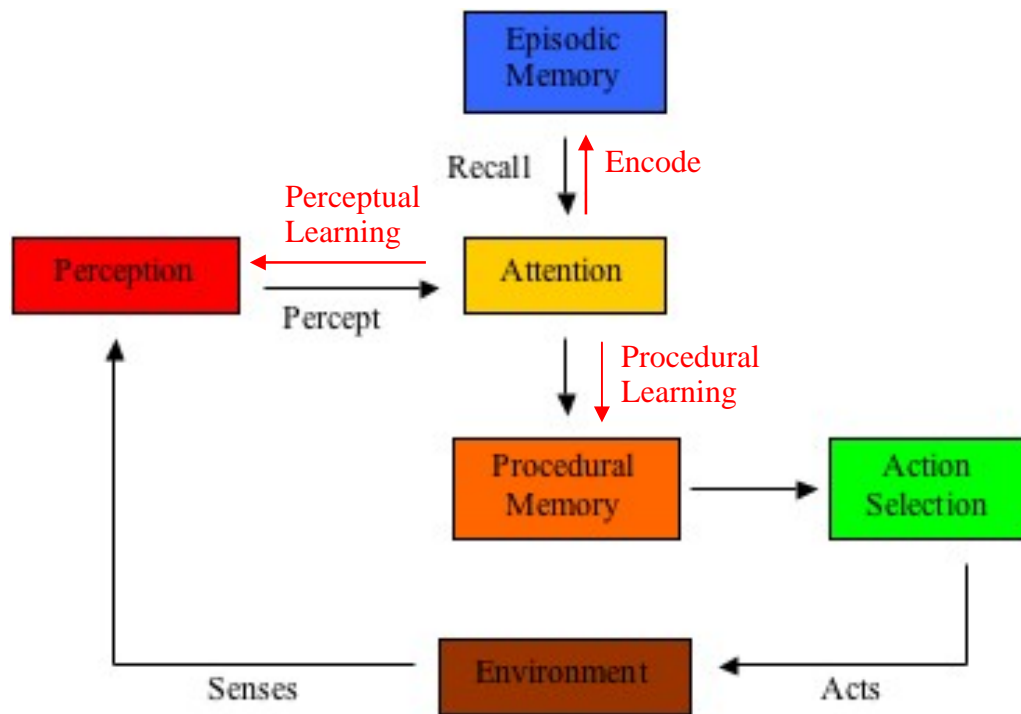 Episodic
Memory
Recall
Encode
Perceptual
Learning
Perception
Attention
Percept
Procedural
Learning
Procedural
Memory
Action
Selection
Environment
Senses
Acts